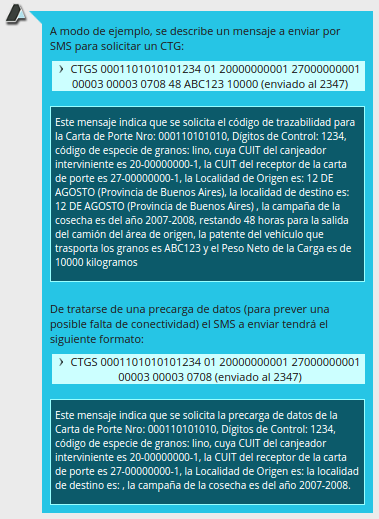 A modo de ejemplo, se describe un mensaje a enviar por
SMS para solicitar un CTG:
› CTGS 0001101010101234 01 20000000001 27000000001
00003 00003 0708 48 ABC123 10000 (enviado al 2347)
Este mensaje indica que se solicita el código de trazabilidad para
la Carta de Porte Nro: 000110101010, Dígitos de Control: 1234,
código de especie de granos: lino, cuya CUIT del canjeador
interviniente es 20-00000000-1, la CUIT del receptor de la carta
de porte es 27-00000000-1, la Localidad de Origen es: 12 DE
AGOSTO (Provincia de Buenos Aires), la localidad de destino es:
12 DE AGOSTO (Provincia de Buenos Aires) , la campaña de la
cosecha es del año 2007-2008, restando 48 horas para la salida
del camión del área de origen, la patente del vehículo que
trasporta los granos es ABC123 y el Peso Neto de la Carga es de
10000 kilogramos
De tratarse de una precarga de datos (para prever una
posible falta de conectividad) el SMS a enviar tendrá el
siguiente formato:
› CTGS 0001101010101234 01 20000000001 27000000001
00003 00003 0708 (enviado al 2347)
Este mensaje indica que se solicita la precarga de datos de la
Carta de Porte Nro: 000110101010, Dígitos de Control: 1234,
código de especie de granos: lino, cuya CUIT del canjeador
interviniente es 20-00000000-1, la CUIT del receptor de la carta
de porte es 27-00000000-1, la Localidad de Origen es: la localidad
de destino es: , la campaña de la cosecha es del año 2007-2008.